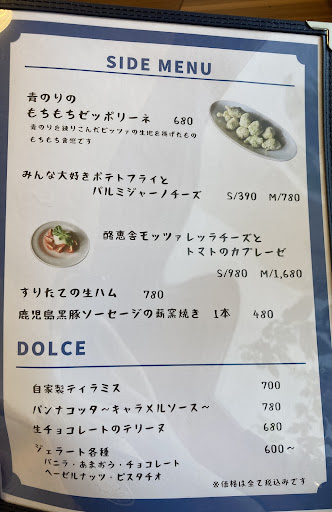 SIDE MENU
青のりの
もちもちゼッポリーネ 680
青のりを練りこんだピッツァの生地を揚げたもの
もちもち食感です
みんな大好きポテトフライと
パルミジャーノチーズ S/390 M/780
酪恵舎モッツァレッラチーズと
トマトのカプレーゼ
S/980 M/1,680
すりたての生ハム 780
鹿児島黒豚ソーセージの薪窯焼き 1本 480
DOLCE
自家製ティラミス 700
パンナコッタ〜キャラメルソース〜 780
生チョコレートのテリーヌ 680
ジェラート各種 600〜
・バニラ・あまおう・チョコレート
ヘーゼルナッツ・ピスタチオ
※価格は全て税込みです